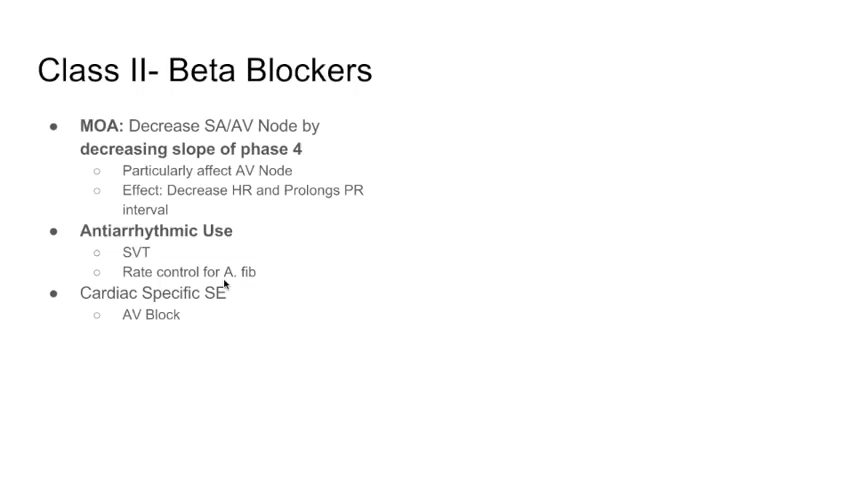 Class II- Beta Blockers
● MOA: Decrease SA/AV Node by
decreasing slope of phase 4
○ Particularly affect AV Node
○ Effect: Decrease HR and Prolongs PR
interval
● Antiarrhythmic Use
○ SVT
○ Rate control for A. fib
● Cardiac Specific SE
○ AV Block